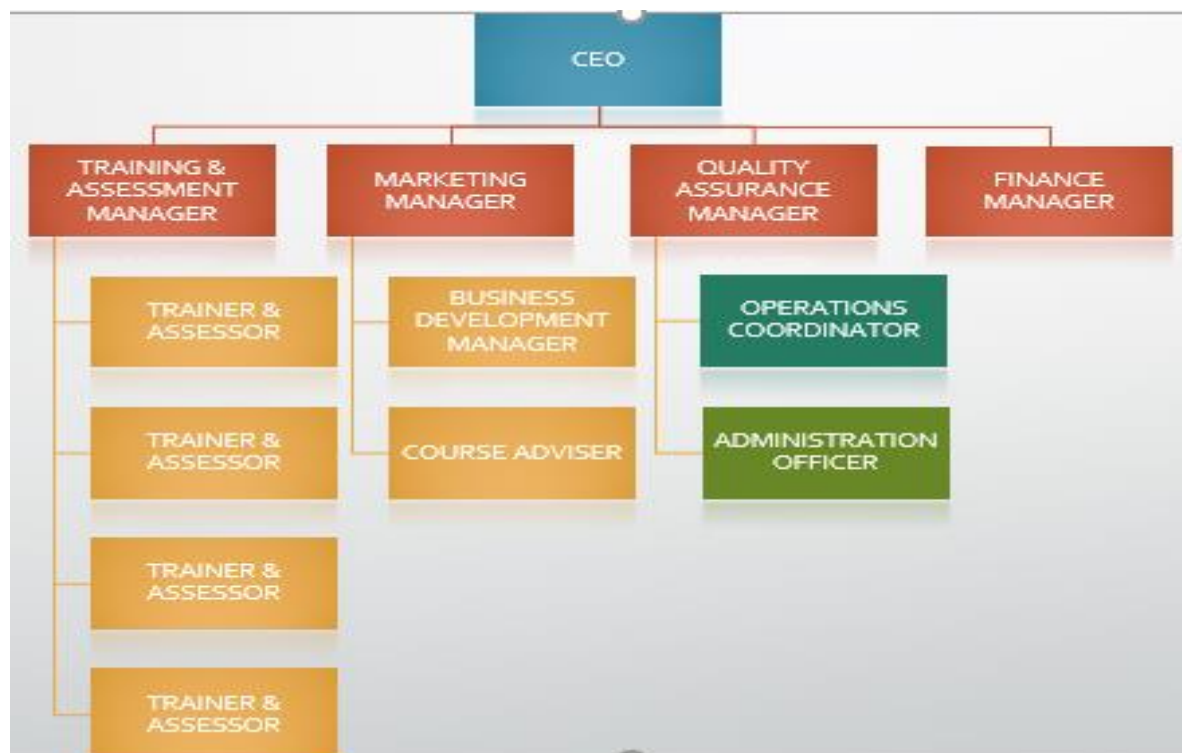 CEO
TRAINING &
ASSESSMENT
MANAGER
MARKETING
MANAGER
QUALITY
ASSURANCE
MANAGER
FINANCE
MANAGER
TRAINER &
ASSESSOR
BUSINESS
DEVELOPMENT
MANAGER
OPERATIONS
COORDINATOR
TRAINER &
ASSESSOR
COURSE ADVISER
ADMINISTRATION
OFFICER
TRAINER &
ASSESSOR
TRAINER &
ASSESSOR